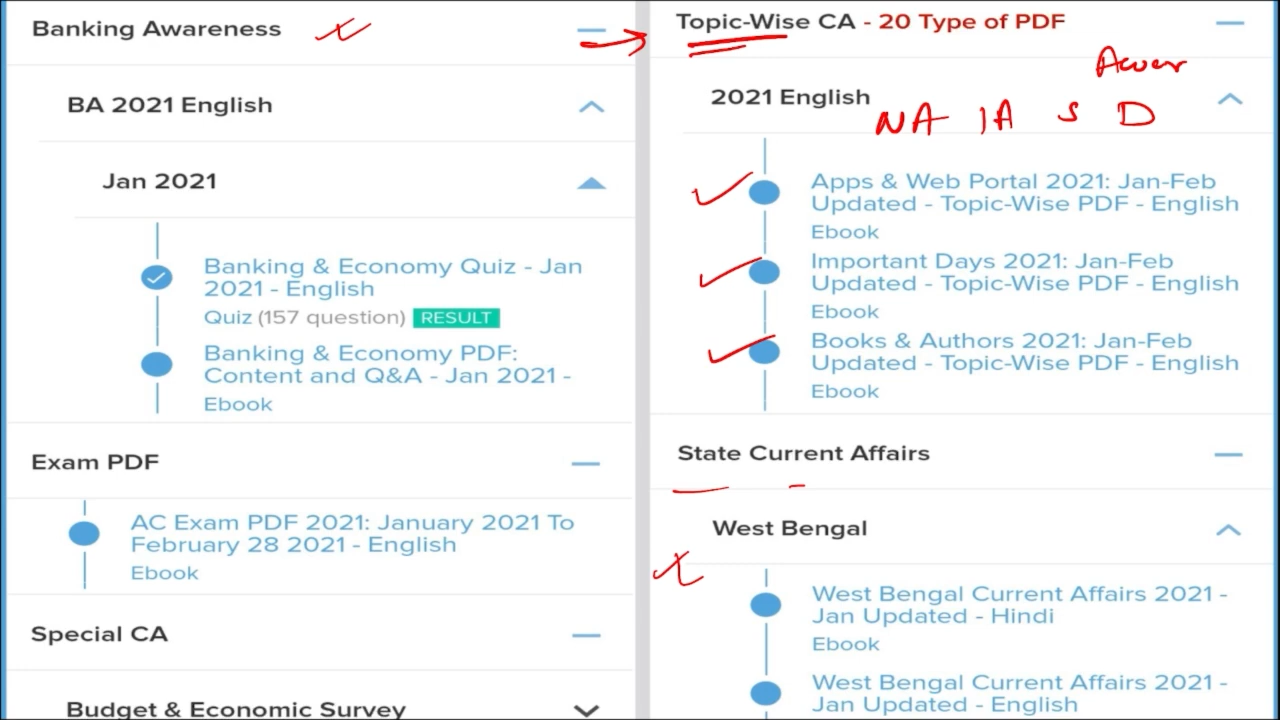 Banking Awareness
BA 2021 English
Jan 2021
Banking & Economy Quiz - Jan
2021 - English
Quiz (157 question) RESULT
Banking & Economy PDF:
Content and Q&A - Jan 2021 -
Ebook
Exam PDF
AC Exam PDF 2021: January 2021 To
February 28 2021 - English
Ebook
Special CA
Budget & Economic Survey
Topic-Wise CA - 20 Type of PDF
2021 English
NA IA S D
Apps & Web Portal 2021: Jan-Feb
Updated - Topic-Wise PDF - English
Ebook
Important Days 2021: Jan-Feb
Updated - Topic-Wise PDF - English
Ebook
Books & Authors 2021: Jan-Feb
Updated - Topic-Wise PDF - English
Ebook
State Current Affairs
West Bengal
West Bengal Current Affairs 2021 -
Jan Updated - Hindi
Ebook
West Bengal Current Affairs 2021 -
Jan Updated - English